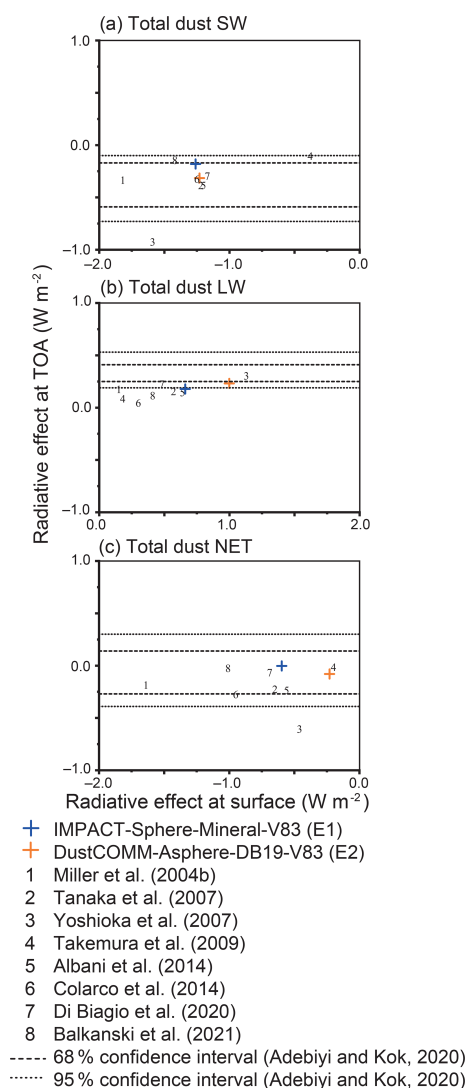 (a) Total dust SW
1.0
0.0
–1.0
–2.0
–1.0
0.0
8
4
1
6
7
2
5
3
(b) Total dust LW
1.0
0.0
–1.0
0.0
1.0
2.0
1
4
6
8
7
2
5
3
(c) Total dust NET
1.0
0.0
–1.0
–2.0
–1.0
0.0
1
8
6
7
2
5
3
4
Radiative effect at TOA (W m-2)
Radiative effect at surface (W m-2)
IMPACT-Sphere-Mineral-V83 (E1)
DustCOMM-Asphere-DB19-V83 (E2)
1 Miller et al. (2004b)
2 Tanaka et al. (2007)
3 Yoshioka et al. (2007)
4 Takemura et al. (2009)
5 Albani et al. (2014)
6 Colarco et al. (2014)
7 Di Biagio et al. (2020)
8 Balkanski et al. (2021)
68 % confidence interval (Adebiyi and Kok, 2020)
95 % confidence interval (Adebiyi and Kok, 2020)